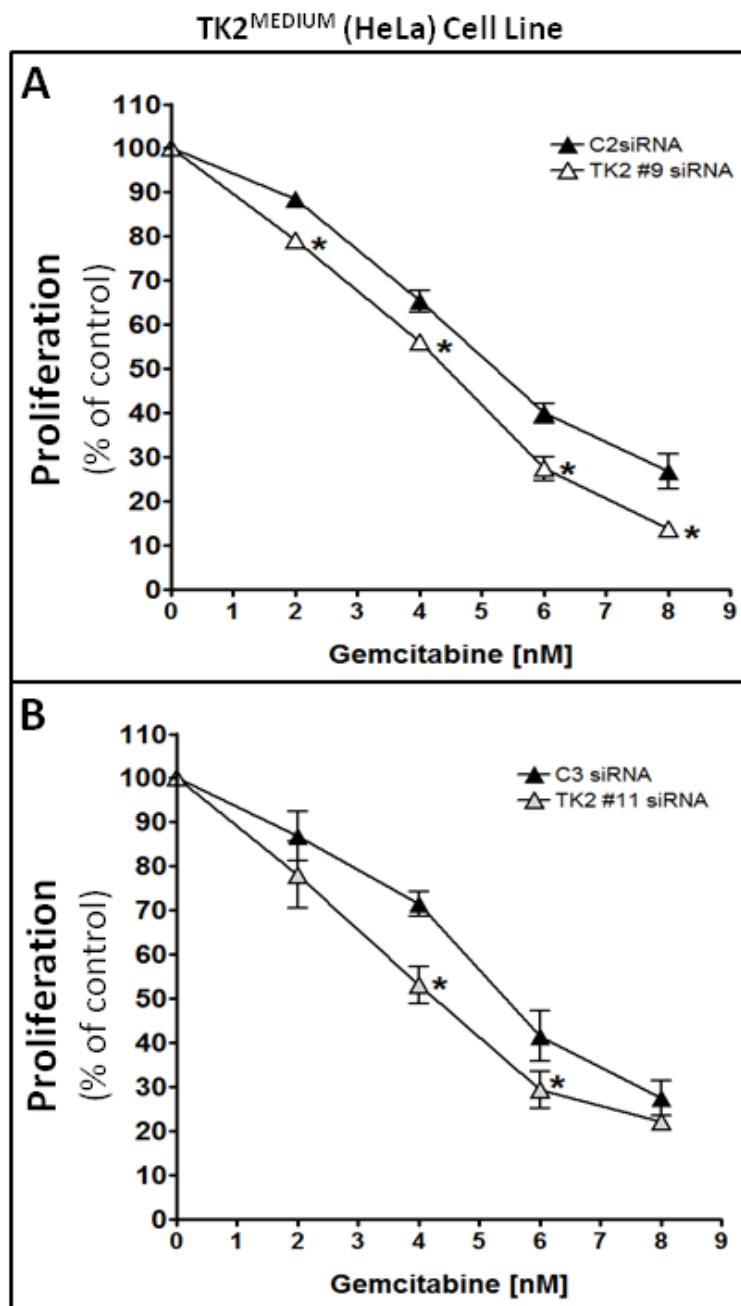 TK2MEDIUM (HeLa) Cell Line
A
110
100
90
80
70
60
50
40
30
20
10
0
Proliferation
(% of control)
C2siRNA
TK2 #9 siRNA
*
*
*
*
0 1 2 3 4 5 6 7 8 9
Gemcitabine [nM]
B
110
100
90
80
70
60
50
40
30
20
10
0
Proliferation
(% of control)
C3 siRNA
TK2 #11 siRNA
*
*
0 1 2 3 4 5 6 7 8 9
Gemcitabine [nM]